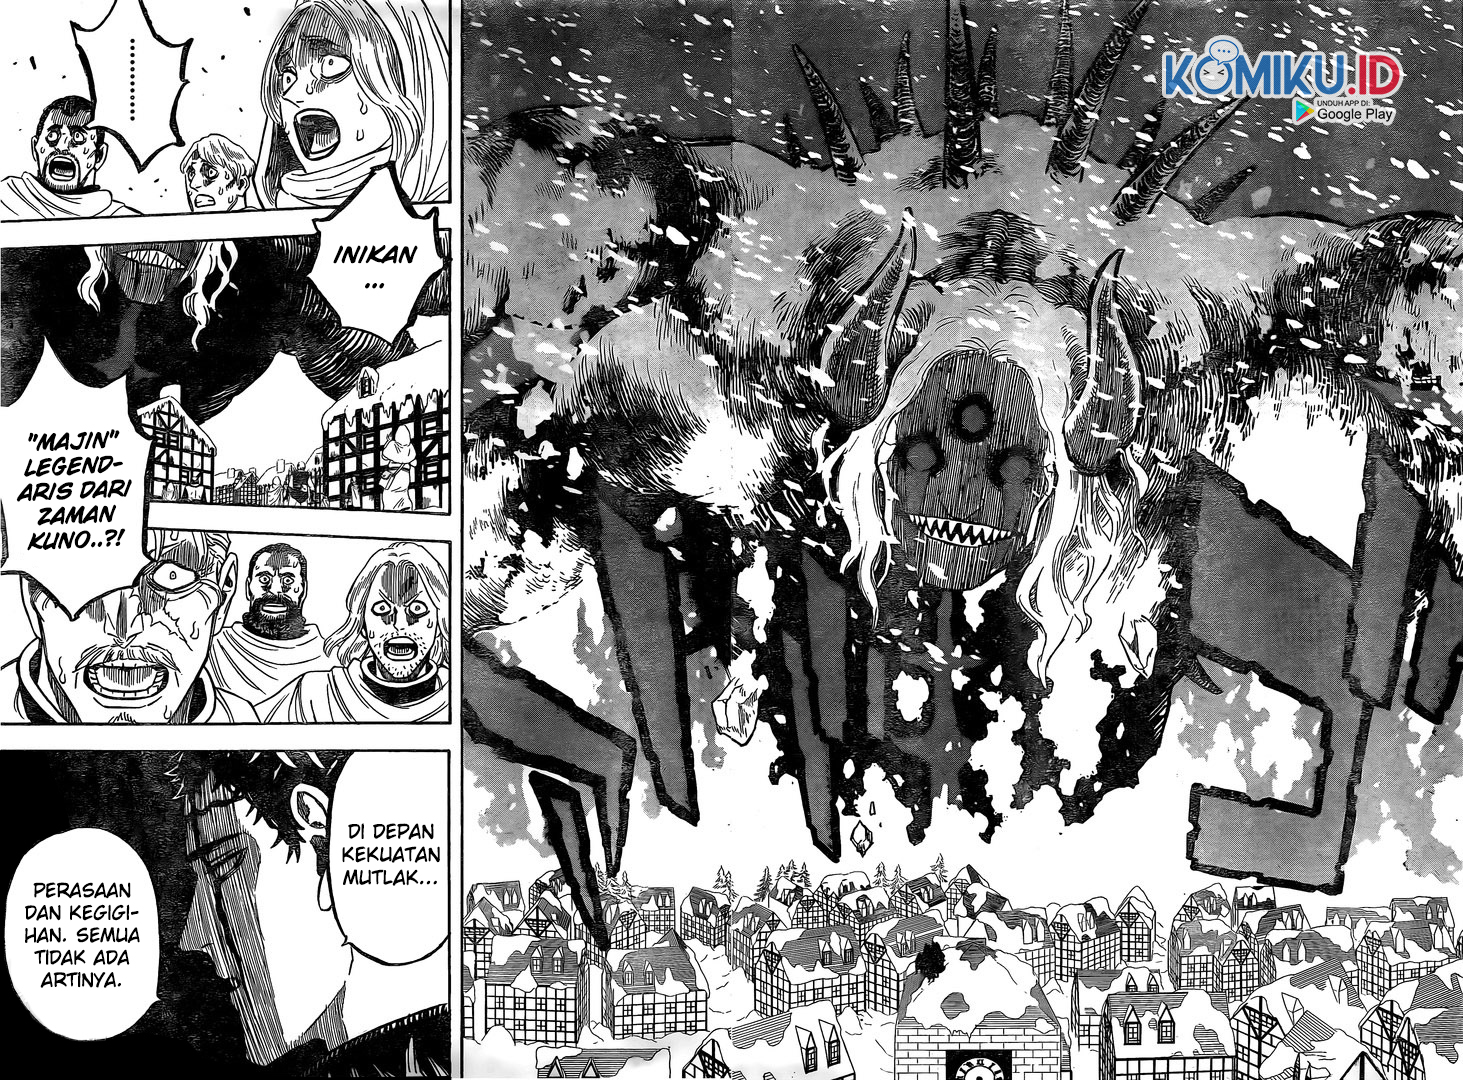 ...........
INIKAN
...
"MAJIN"
LEGEND-
ARIS DARI
ZAMAN
KUNO..?!
DI DEPAN
KEKUATAN
MUTLAK...
PERASAAN
DAN KEGIGI-
HAN. SEMUA
TIDAK ADA
ARTINYA.
KOMIKU.ID
UNDUH APP DI:
Google Play